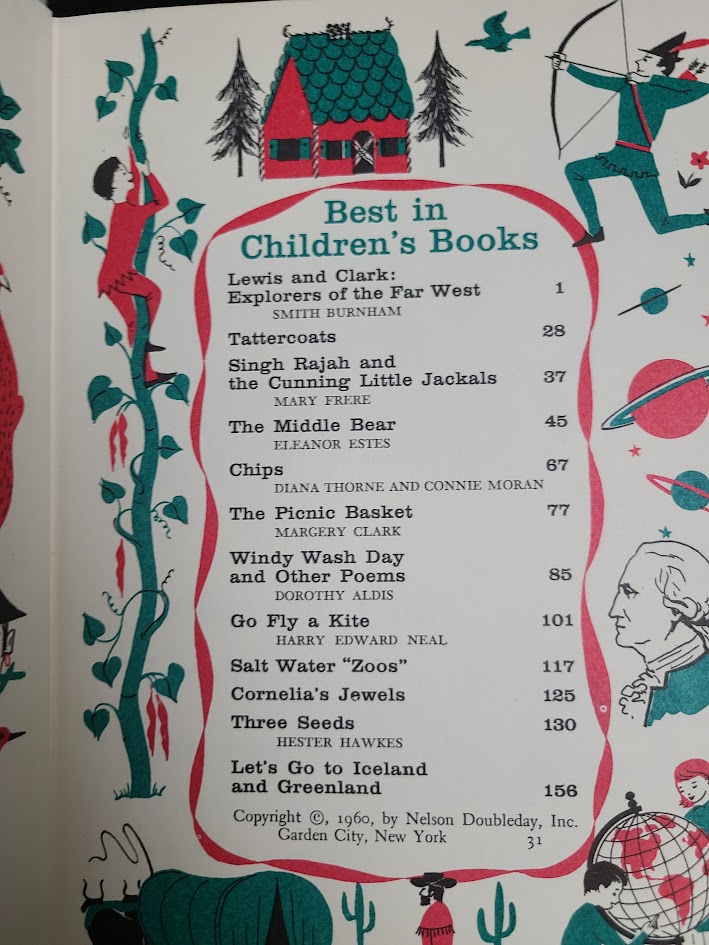 Best in
Children's Books
Lewis and Clark:
Explorers of the Far West 1
SMITH BURNHAM
Tattercoats 28
Singh Rajah and
the Cunning Little Jackals 37
MARY FRERE
The Middle Bear 45
ELEANOR ESTES
Chips 67
DIANA THORNE AND CONNIE MORAN
The Picnic Basket 77
MARGERY CLARK
Windy Wash Day
and Other Poems 85
DOROTHY ALDIS
Go Fly a Kite 101
HARRY EDWARD NEAL
Salt Water "Zoos" 117
Cornelia's Jewels 125
Three Seeds 130
HESTER HAWKES
Let's Go to Iceland
and Greenland 156
Copyright ©, 1960, by Nelson Doubleday, Inc.
Garden City, New York 31